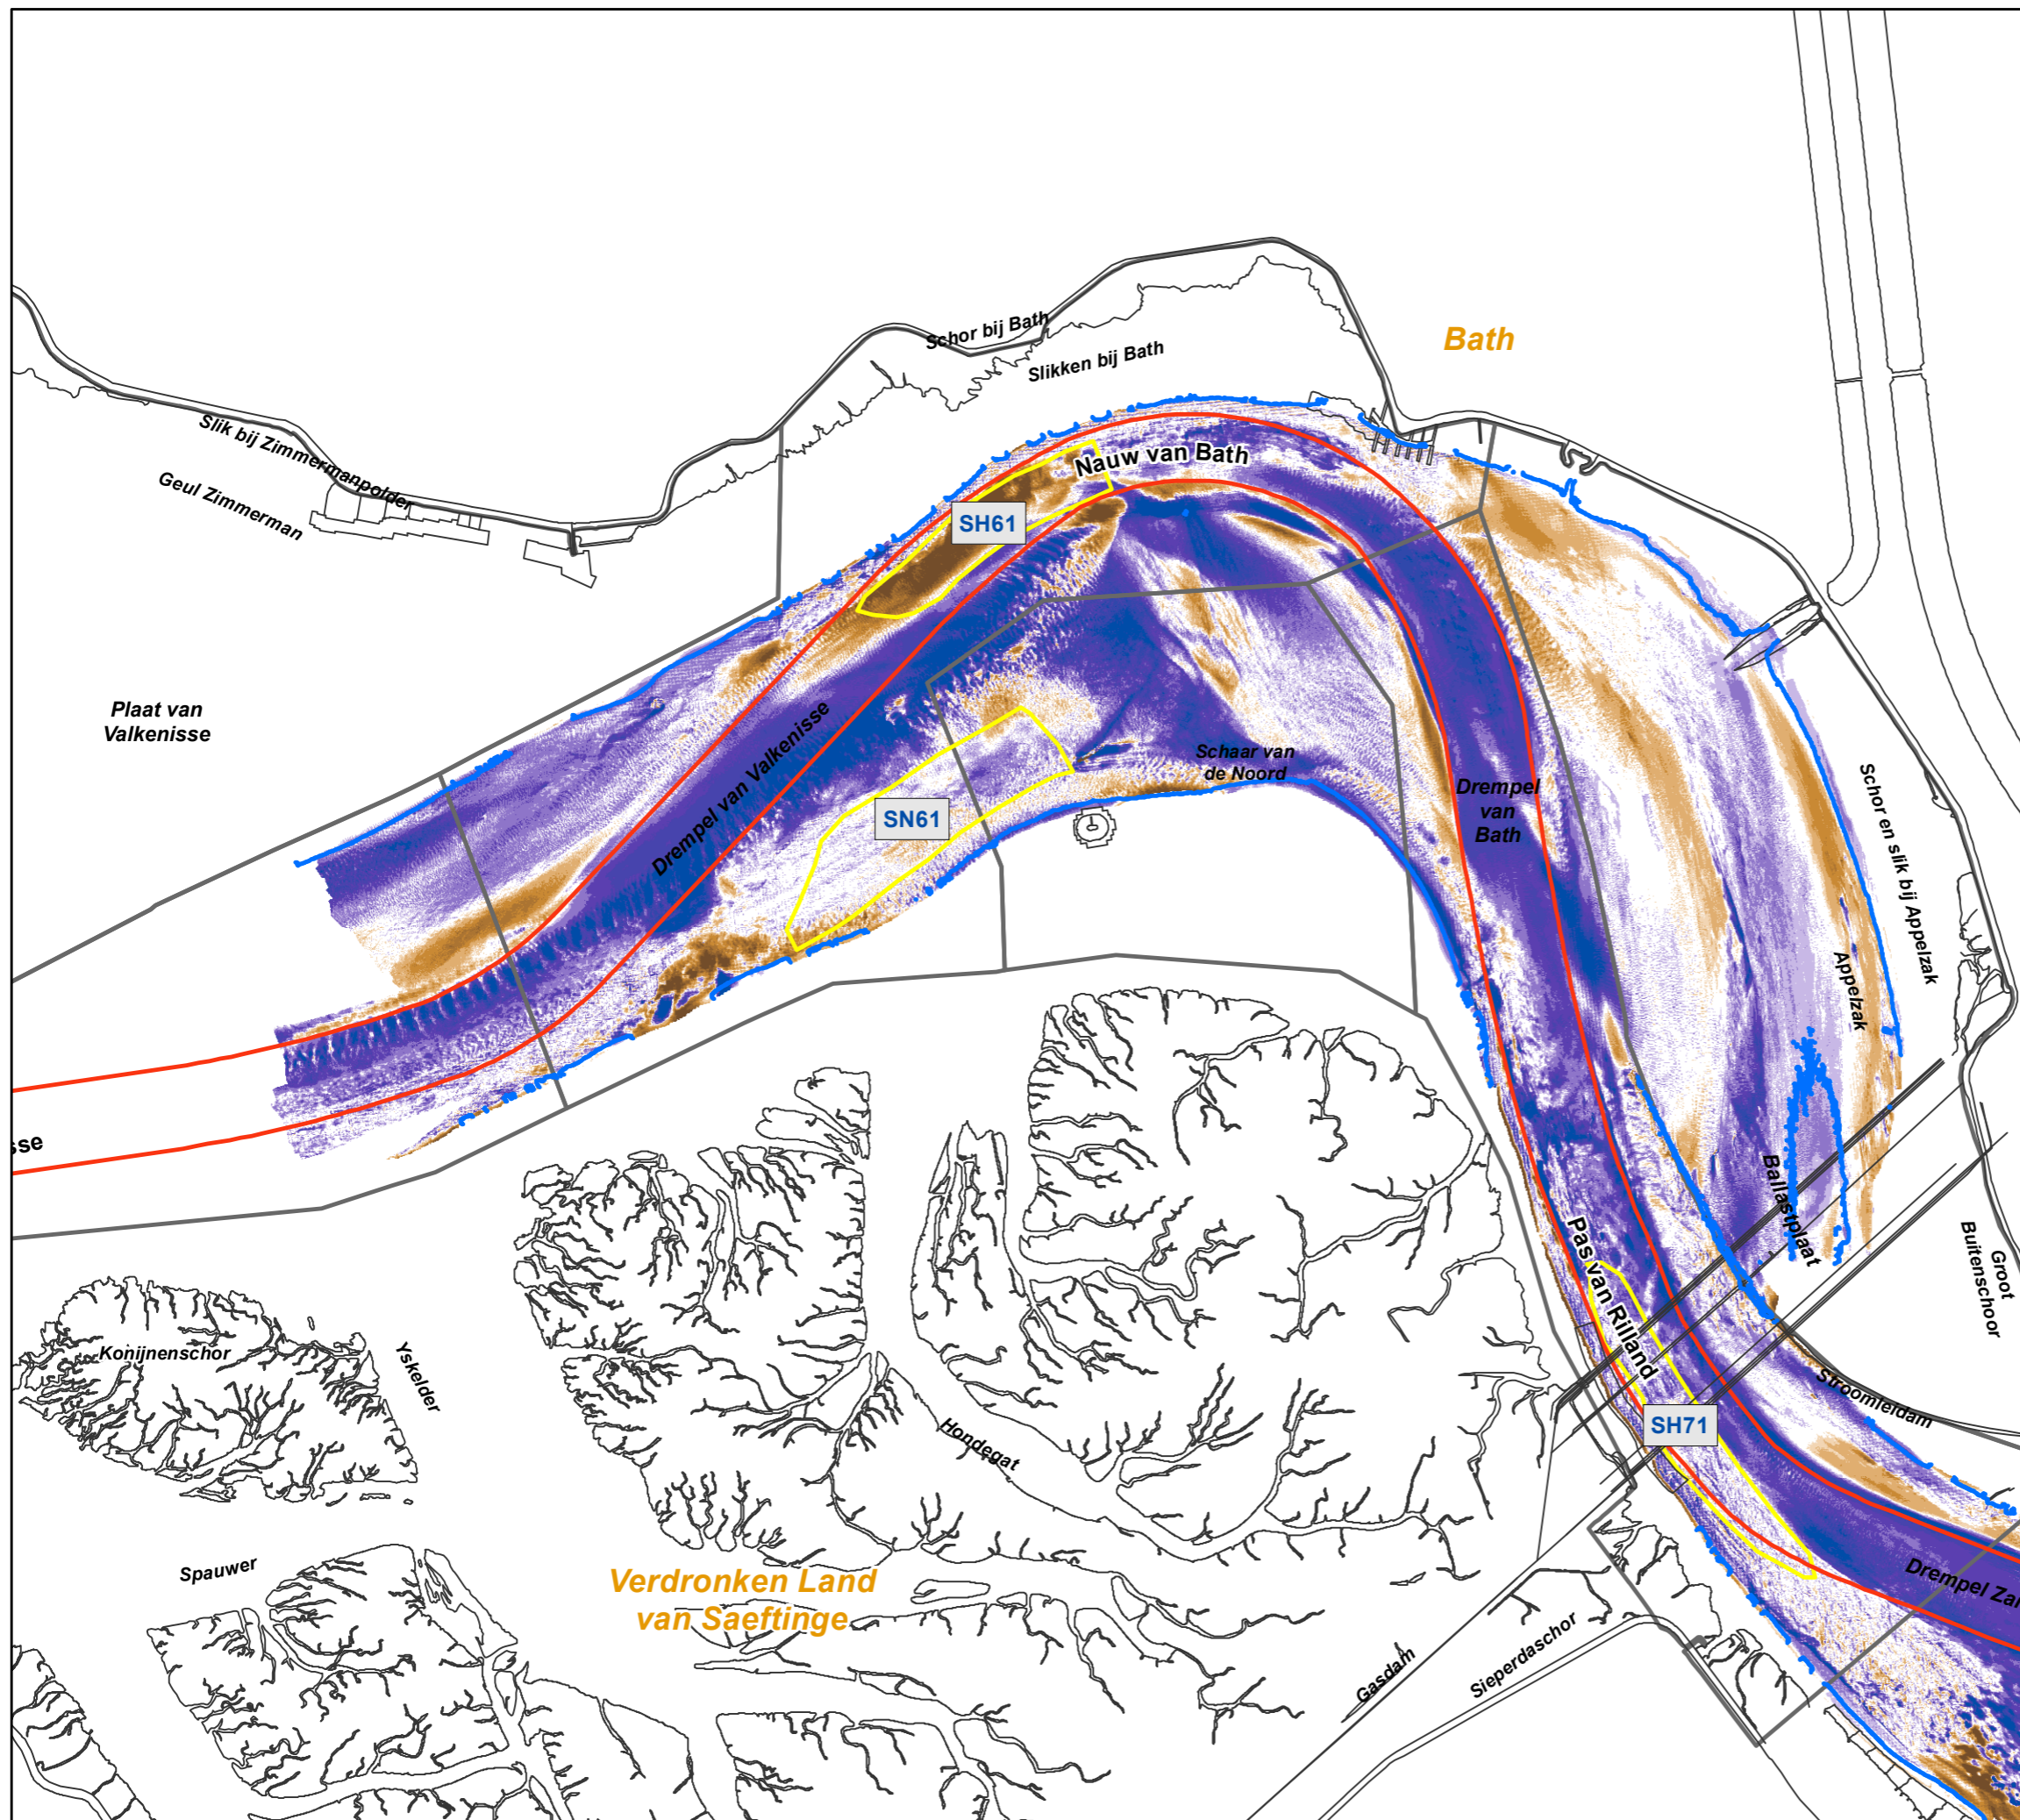 Bath
Schor bij Bath
Slikken bij Bath
Slik bij Zimmermanpolder
Geul Zimmerman
Nauw van Bath
SH61
Plaat van
Valkenisse
Drempel van Valkenisse
Schaar van
de Noord
SN61
Drempel
van
Bath
Schor en slik bij Appelzak
Appelzak
sse
Ballastplaat
Groot
Buitenschoor
Pas van Rilland
Konijnenschor
Yskelder
Stroomleidam
SH71
Hondegat
Spauwer
Verdronken Land
van Saeftinge
Drempel Za
Gasdam
Sieperdaschor